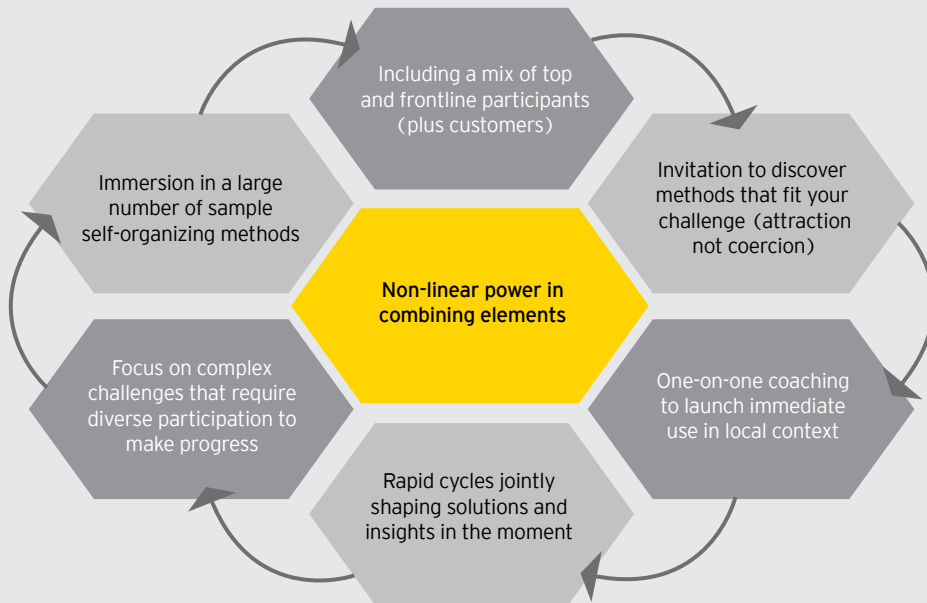 Including a mix of top
and frontline participants
(plus customers)
Invitation to discover
methods that fit your
challenge (attraction
not coercion)
One-on-one coaching
to launch immediate
use in local context
Rapid cycles jointly
shaping solutions and
insights in the moment
Focus on complex
challenges that require
diverse participation to
make progress
Immersion in a large
number of sample
self-organizing methods
Non-linear power in
combining elements